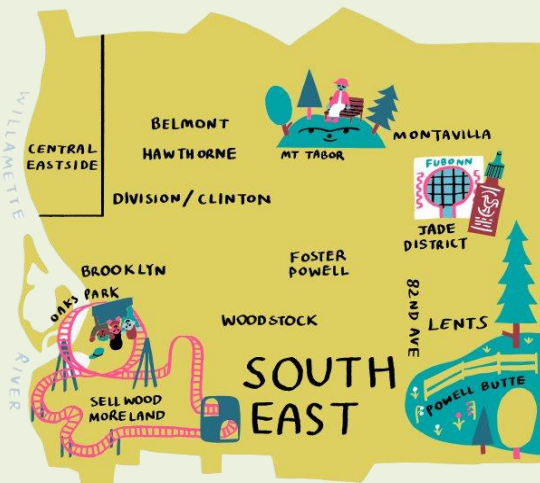 WILLAMETTE
RIVER
CENTRAL
EASTSIDE
BELMONT
HAWTHORNE
DIVISION/CLINTON
MT TABOR
MONTAVILLA
FUBONN
JADE
DISTRICT
BROOKLYN
OAKS PARK
FOSTER
POWELL
82ND AVE
WOODSTOCK
LENTS
SELLWOOD
MORELAND
SOUTH
EAST
POWELL BUTTE